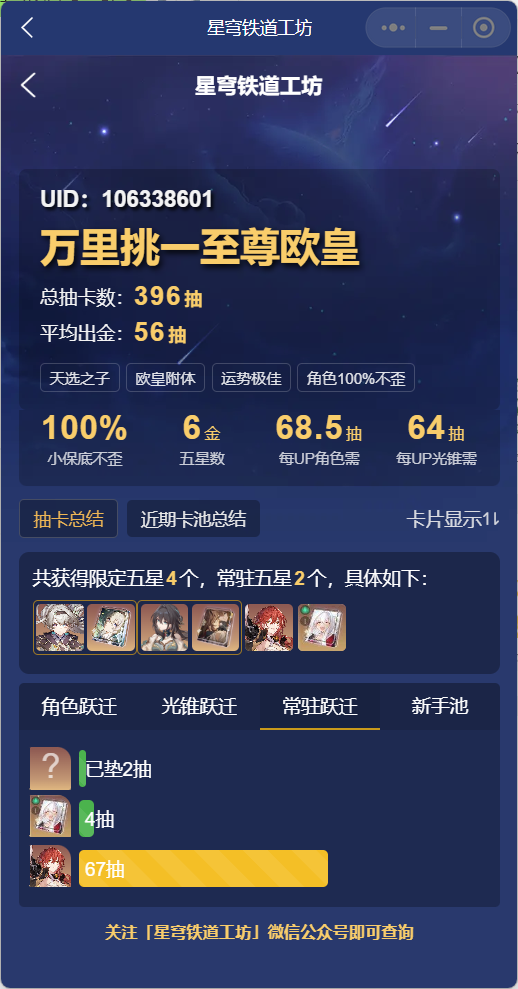 星穹铁道工坊
星穹铁道工坊
UID：106338601
万里挑一至尊欧皇
总抽卡数：396抽
平均出金：56抽
天选之子 欧皇附体 运势极佳 角色100%不歪
100% 6金 68.5抽 64抽
小保底不歪 五星数 每UP角色需 每UP光锥需
抽卡总结 近期卡池总结 卡片显示
共获得限定五星4个，常驻五星2个，具体如下：
角色跃迁 光锥跃迁 常驻跃迁 新手池
? 已垫2抽
4抽
67抽
关注「星穹铁道工坊」微信公众号即可查询